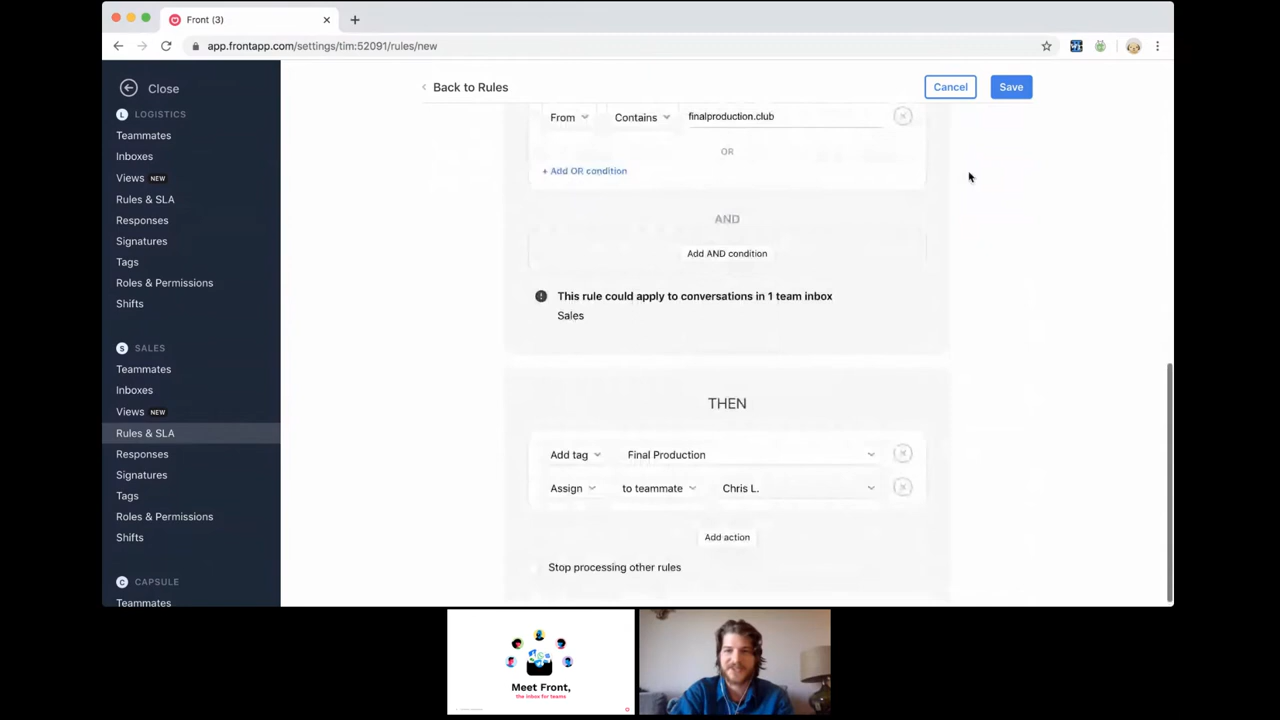 Front (3)
app.frontapp.com/settings/tim:52091/rules/new
Close
L LOGISTICS
Teammates
Inboxes
Views NEW
Rules & SLA
Responses
Signatures
Tags
Roles & Permissions
Shifts
S SALES
Teammates
Inboxes
Views NEW
Rules & SLA
Responses
Signatures
Tags
Roles & Permissions
Shifts
C CAPSULE
Teammates
Back to Rules
Cancel
Save
From Contains finalproduction.club
OR
+ Add OR condition
AND
Add AND condition
This rule could apply to conversations in 1 team inbox
Sales
THEN
Add tag Final Production
Assign to teammate Chris L.
Add action
Stop processing other rules
Meet Front,
the inbox for teams